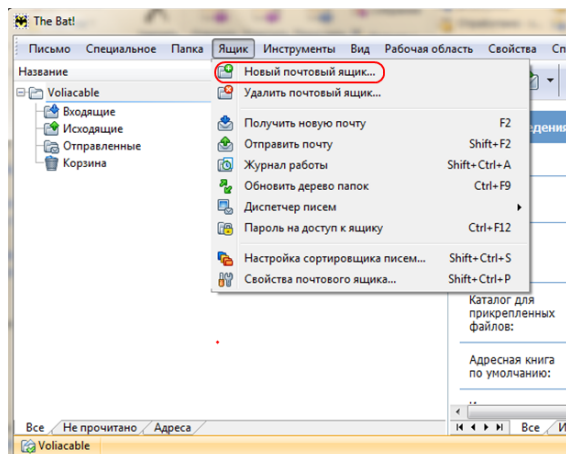 The Bat!
Письмо Специальное Папка Ящик Инструменты Вид Рабочая область Свойства Сп
Название
Voliacable
Входящие
Исходящие
Отправленные
Корзина
Новый почтовый ящик...
Удалить почтовый ящик...
Получить новую почту F2
Отправить почту Shift+F2
Журнал работы Shift+Ctrl+A
Обновить дерево папок Ctrl+F9
Диспетчер писем
Пароль на доступ к ящику Ctrl+F12
Настройка сортировщика писем... Shift+Ctrl+S
Свойства почтового ящика... Shift+Ctrl+P
дения
Каталог для
прикрепленных
файлов:
Адресная книга
по умолчанию:
Все Не прочитано Адреса
Все И
Voliacable